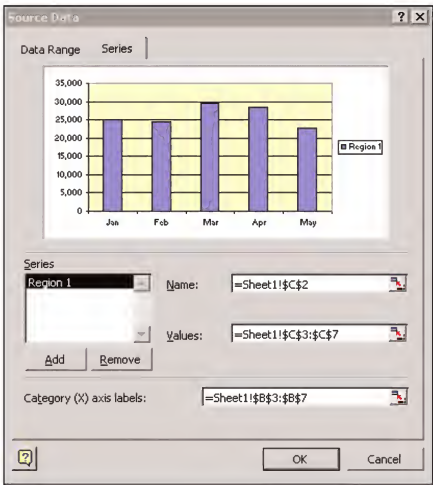 Source Data
Data Range Series
35,000
30,000
25,000
20,000
15,000
10,000
5,000
0
Jan Feb Mar Apr May
Region 1
Series
Region 1
Name: =Sheet1!$C$2
Values: =Sheet1!$C$3:$C$7
Add Remove
Category (X) axis labels: =Sheet1!$B$3:$B$7
OK Cancel